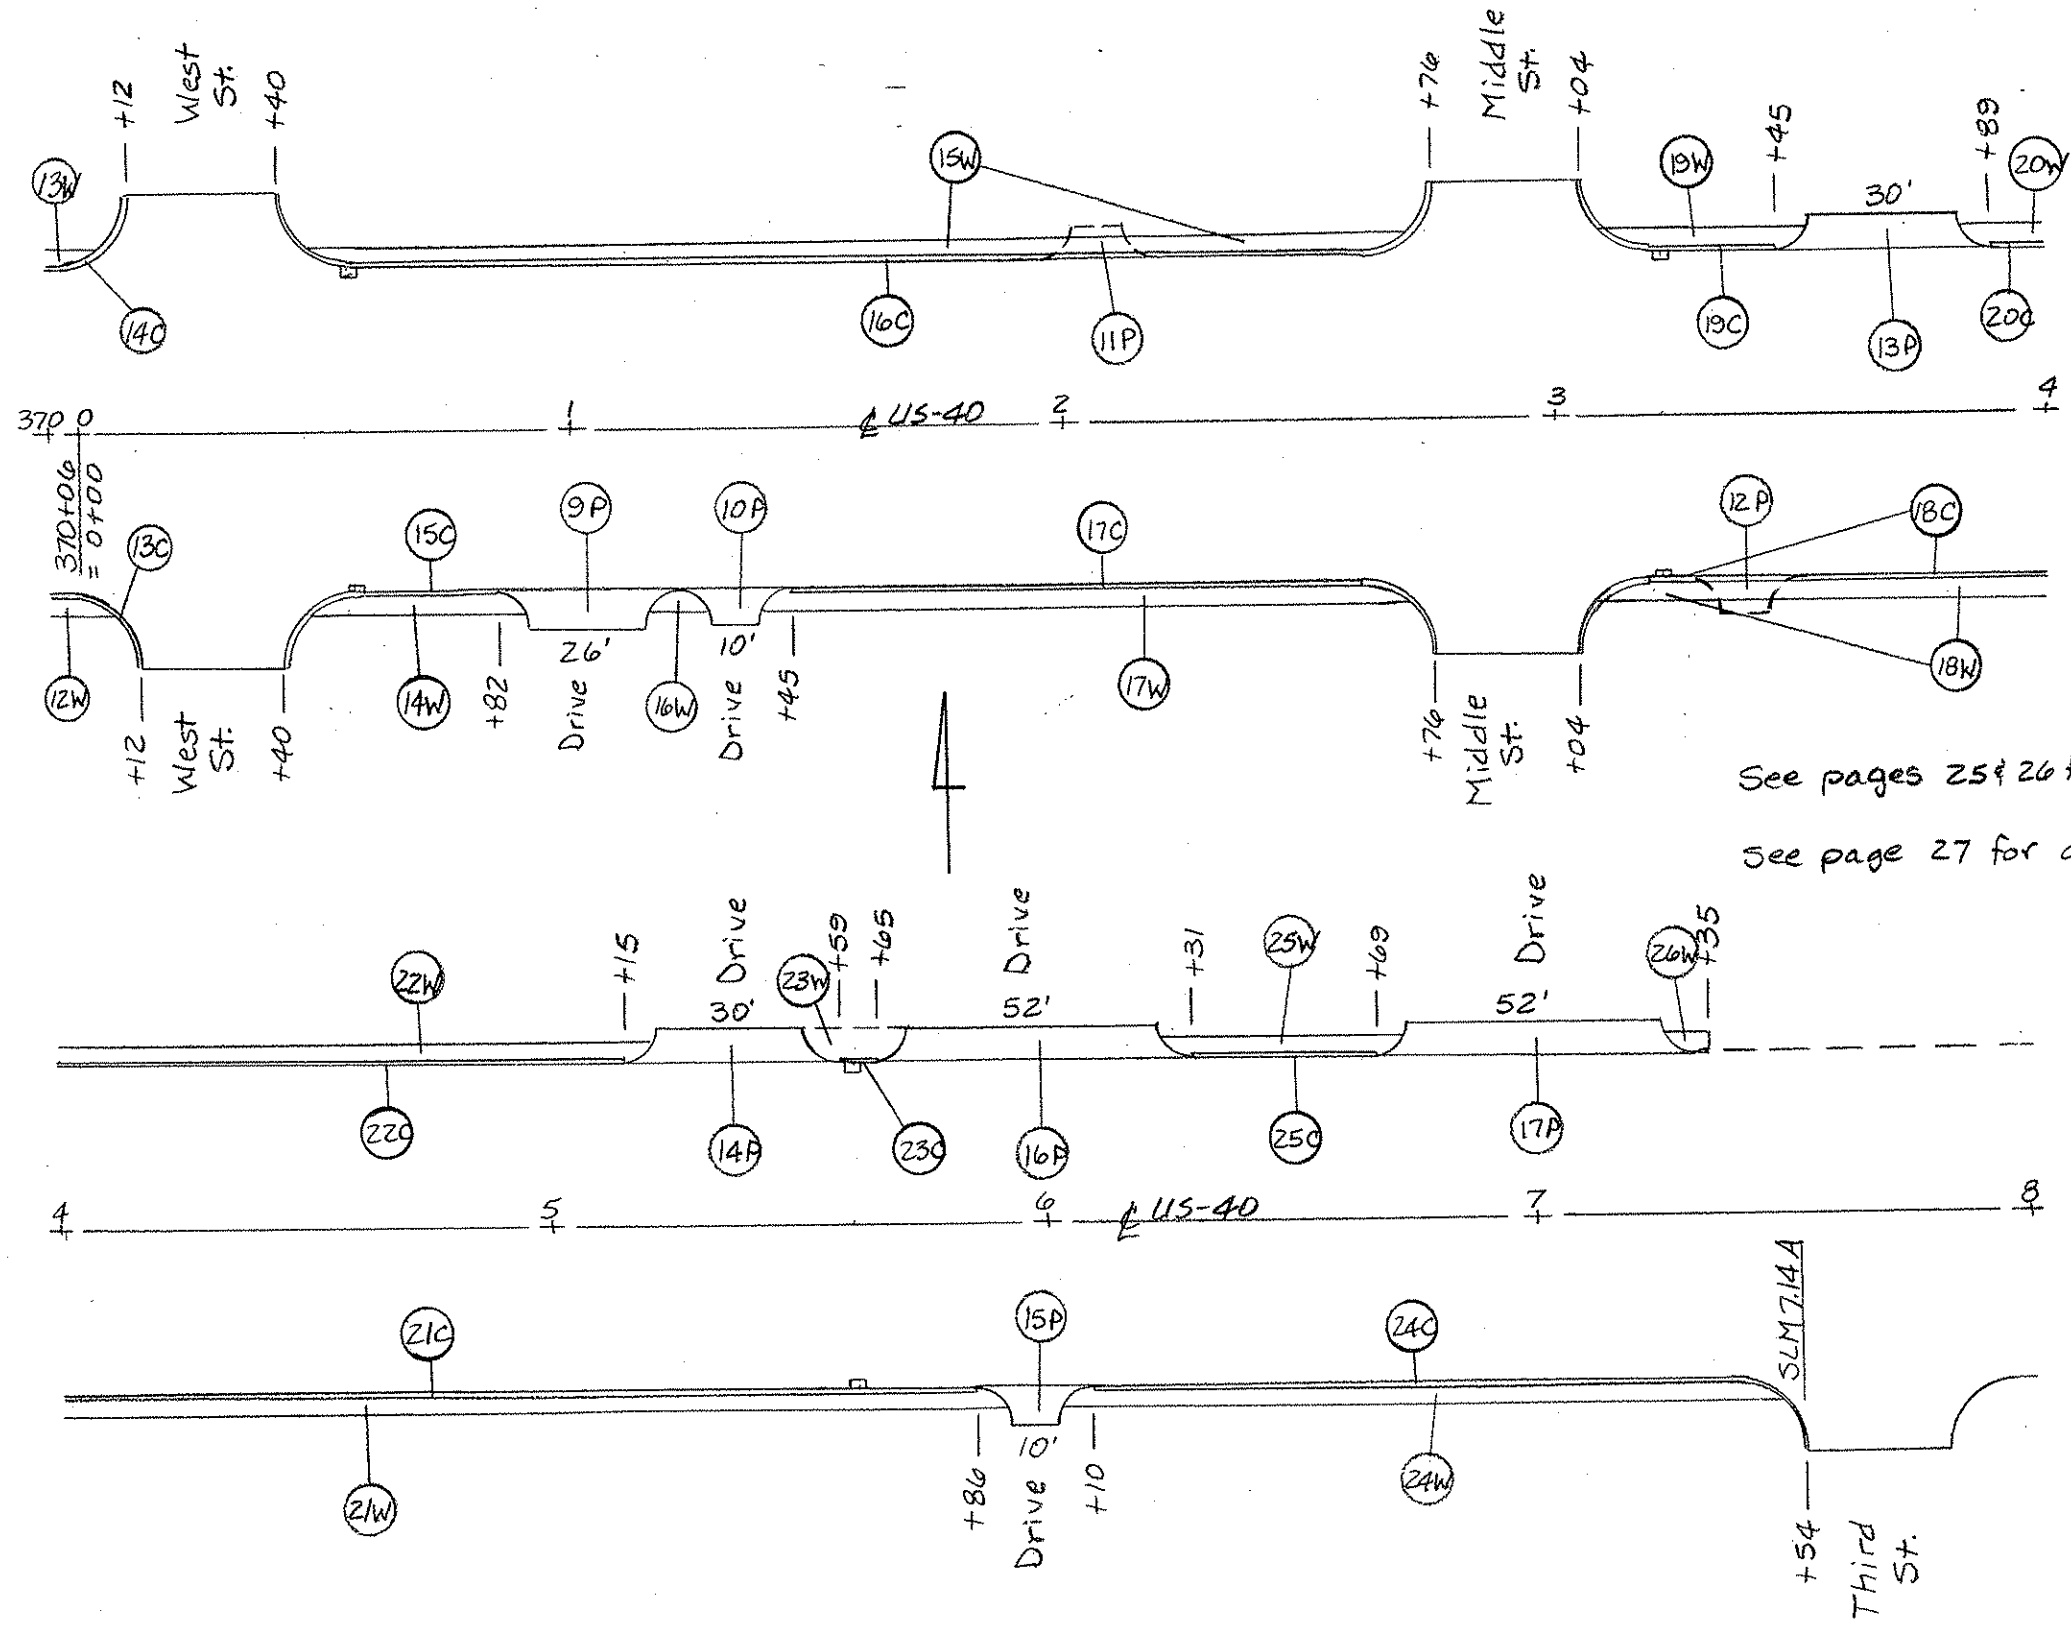 +12
West
St.
+40
+76
Middle
St.
+04
+45
+89
13W
15W
19W
30'
20W
14C
16C
11P
19C
13P
20C
370 0
1
℄ US-40
2
3
4
370+06
= 0+00
13C
15C
9P
10P
17C
12P
18C
12W
14W
26'
16W
10'
17W
18W
+12
West
St.
+40
+82
Drive
Drive
+45
+76
Middle
St.
+04
See pages 25 & 26
See page 27 for
22W
+15
Drive
30'
23W
+59
+65
Drive
52'
+31
25W
+69
Drive
52'
26W
+35
22C
14P
23C
16P
25C
17P
4
5
6
℄ US-40
7
8
SLM 7.14A
21C
15P
24C
21W
+86
10'
Drive
+10
24W
+54
Third
St.